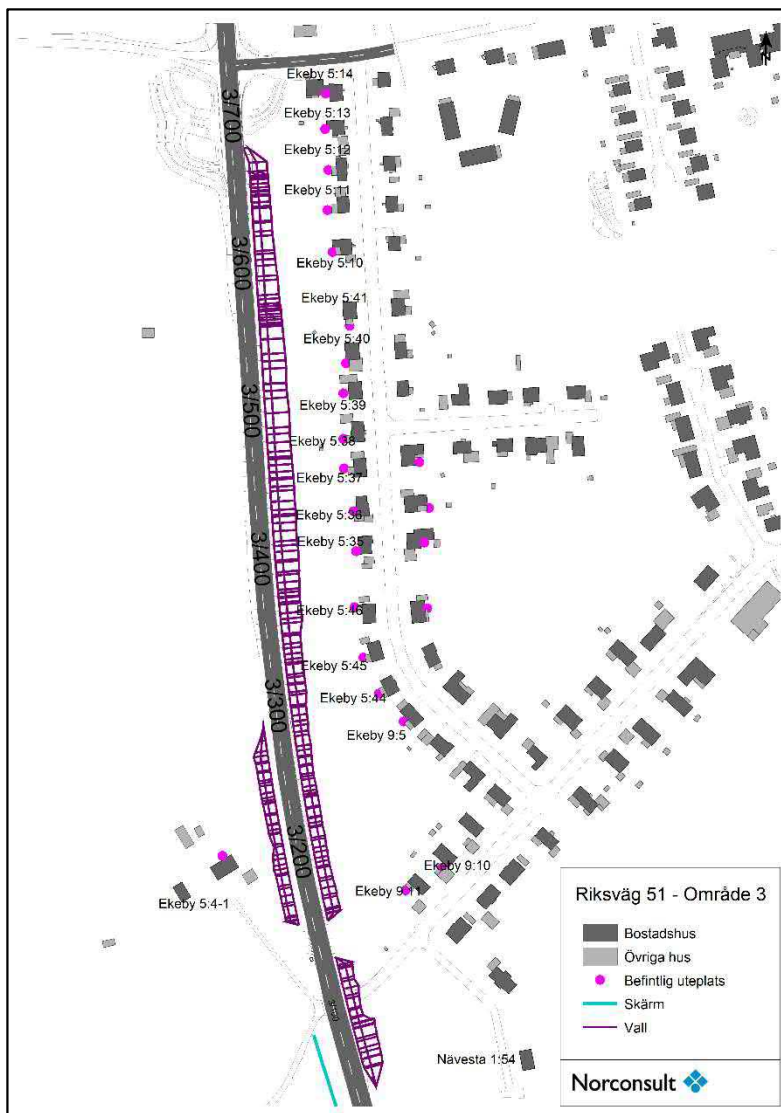 Ekeby 5:14
3/700
Ekeby 5:13
Ekeby 5:12
Ekeby 5:11
3/600
Ekeby 5:10
Ekeby 5:41
Ekeby 5:40
3/500
Ekeby 5:39
Ekeby 5:38
Ekeby 5:37
Ekeby 5:36
3/400
Ekeby 5:35
Ekeby 5:46
Ekeby 5:45
3/300
Ekeby 5:44
Ekeby 9:5
3/200
Ekeby 9:10
Ekeby 9:11
Ekeby 5:4-1
Nävesta 1:54
N
Riksväg 51 - Område 3
Bostadshus
Övriga hus
Befintlig uteplats
Skärm
Vall
Norconsult